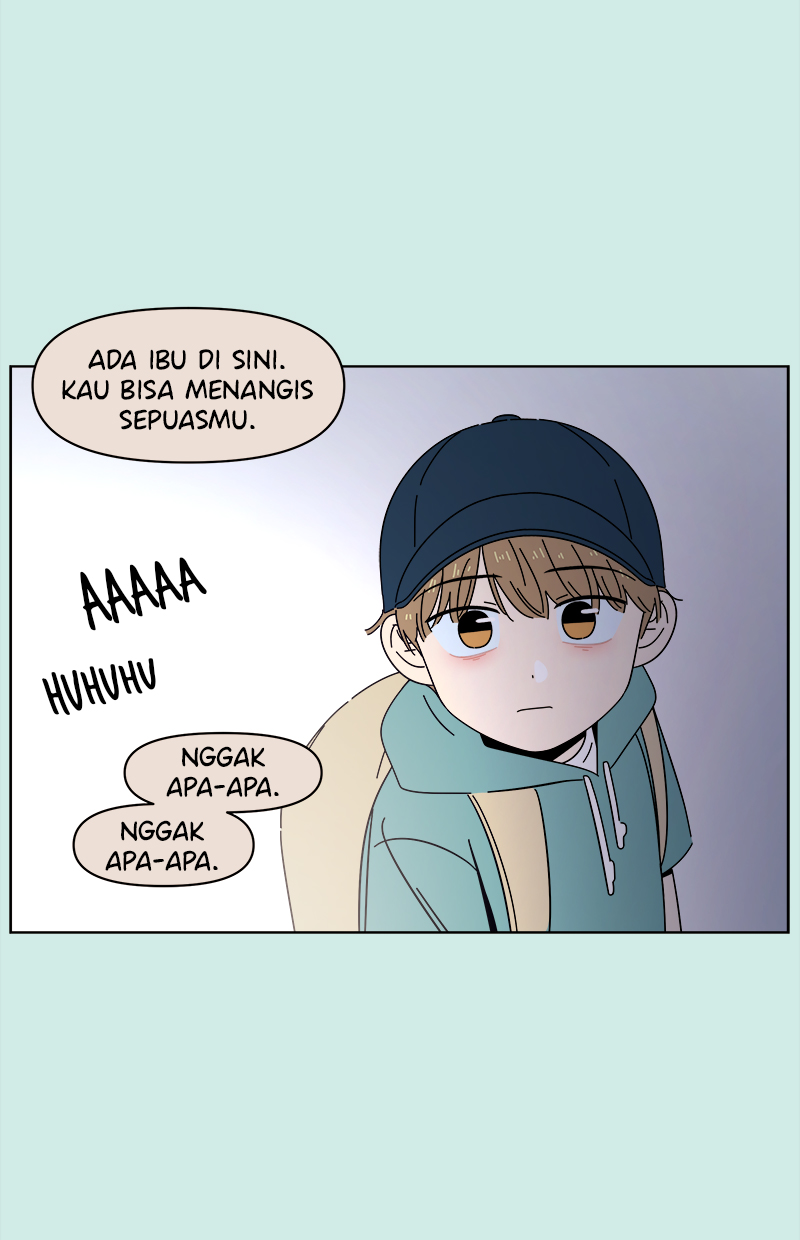 ADA IBU DI SINI.
KAU BISA MENANGIS
SEPUASMU.
AAAAA
HUHUHU
NGGAK
APA-APA.
NGGAK
APA-APA.